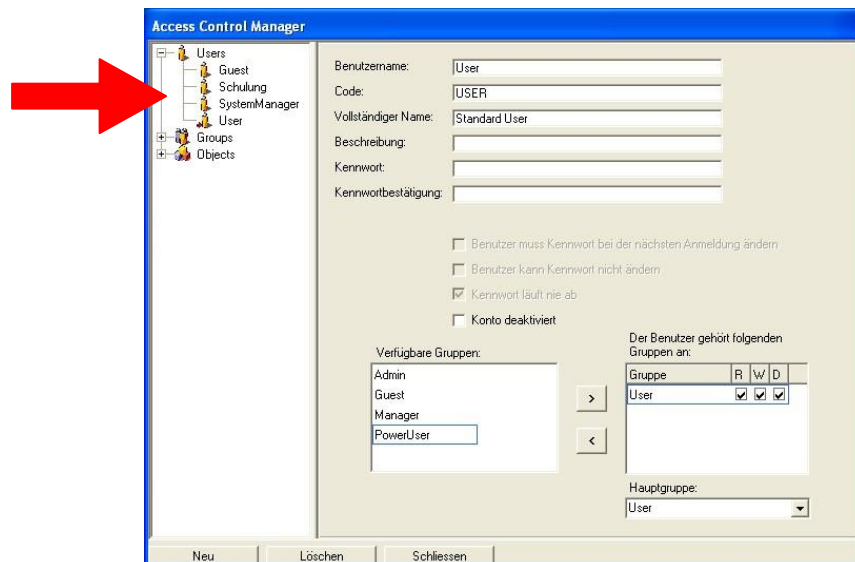 Access Control Manager
Users
Guest
Schulung
SystemManager
User
Groups
Objects
Benutzername: User
Code: USER
Vollständiger Name: Standard User
Beschreibung:
Kennwort:
Kennwortbestätigung:
Benutzer muss Kennwort bei der nächsten Anmeldung ändern
Benutzer kann Kennwort nicht ändern
Kennwort läuft nie ab
Konto deaktiviert
Verfügbare Gruppen:
Admin
Guest
Manager
PowerUser
>
<
Der Benutzer gehört folgenden
Gruppen an:
Gruppe R W D
User
Hauptgruppe:
User
Neu Löschen Schliessen